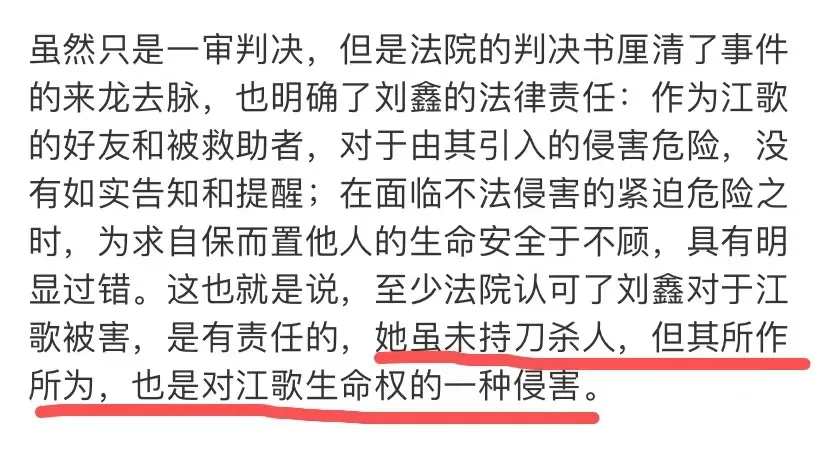 虽然只是一审判决，但是法院的判决书厘清了事件
的来龙去脉，也明确了刘鑫的法律责任：作为江歌
的好友和被救助者，对于由其引入的侵害危险，没
有如实告知和提醒；在面临不法侵害的紧迫危险之
时，为求自保而置他人的生命安全于不顾，具有明
显过错。这也就是说，至少法院认可了刘鑫对于江
歌被害，是有责任的，她虽未持刀杀人，但其所作
所为，也是对江歌生命权的一种侵害。